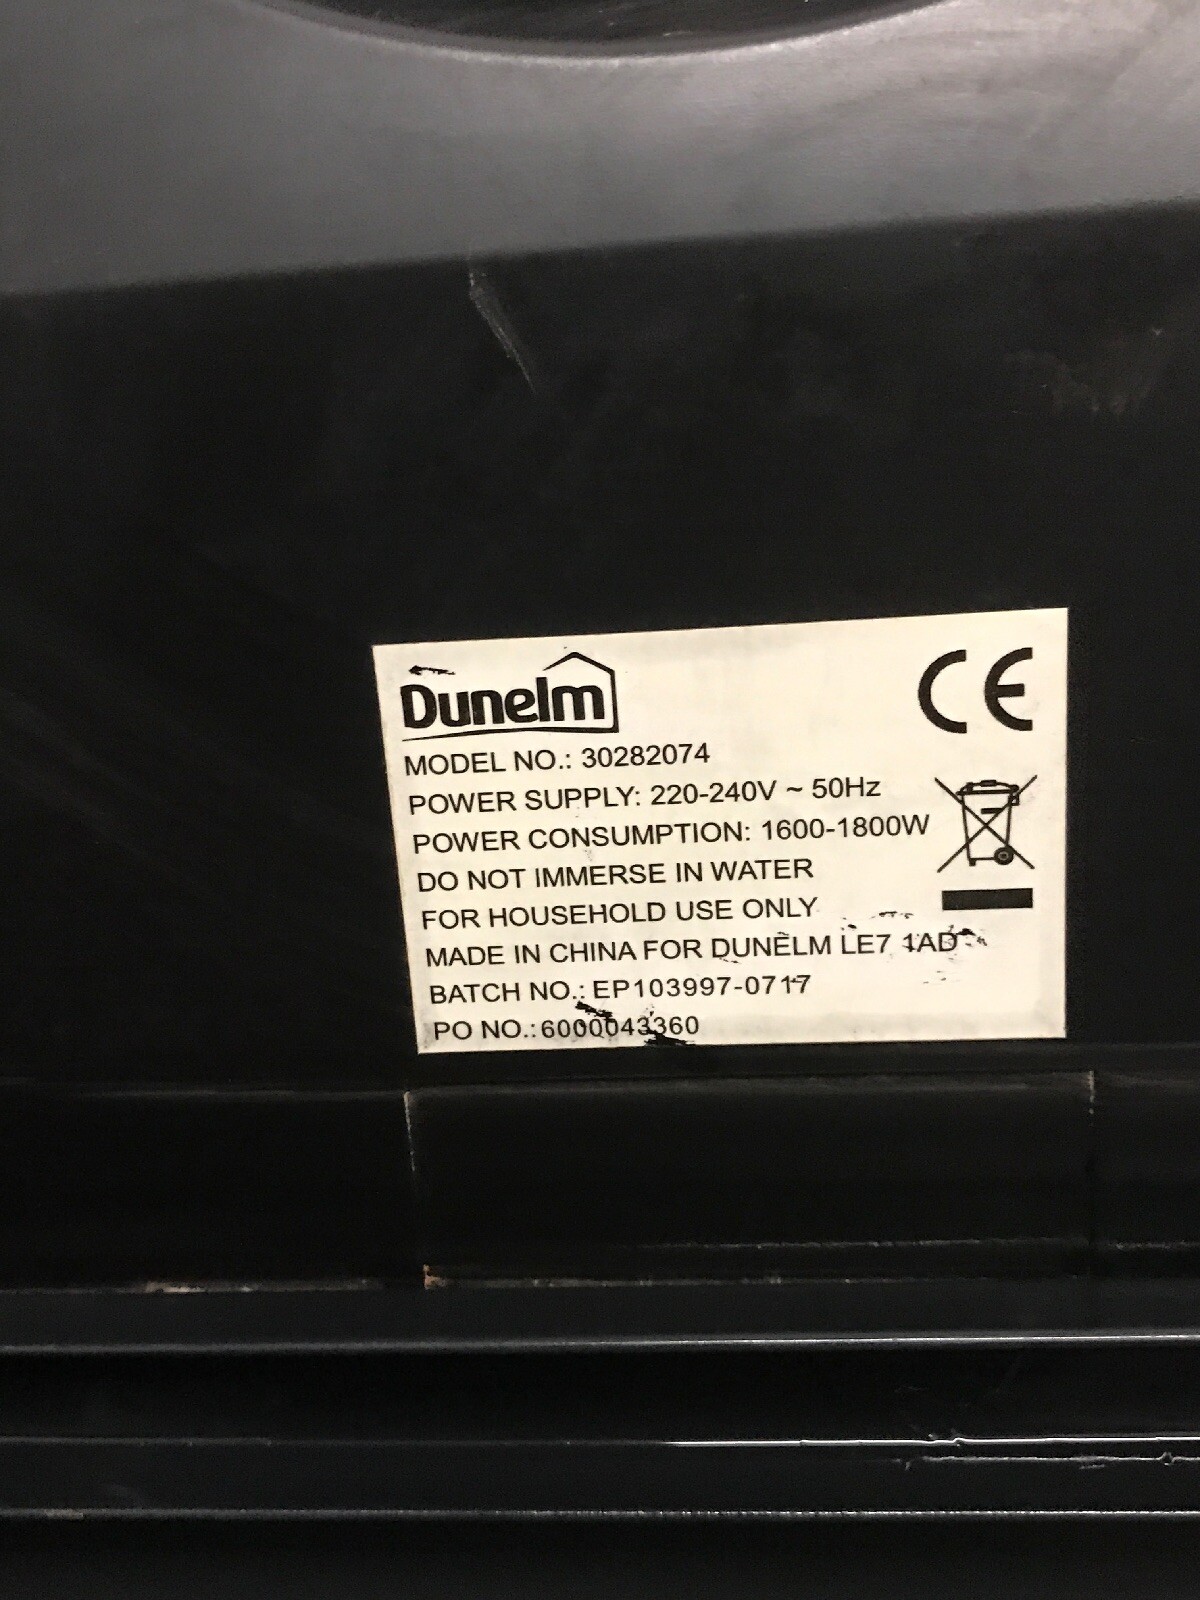 Dunelm
CE
MODEL NO.: 30282074
POWER SUPPLY: 220-240V ~ 50Hz
POWER CONSUMPTION: 1600-1800W
DO NOT IMMERSE IN WATER
FOR HOUSEHOLD USE ONLY
MADE IN CHINA FOR DUNELM LE7 1AD
BATCH NO.: EP103997-0717
PO NO.:6000043360